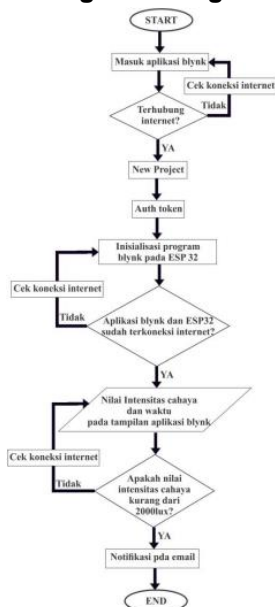 START
Masuk aplikasi blynk
Cek koneksi internet
Terhubung
internet?
Tidak
YA
New Project
Auth token
Inisialisasi program
blynk pada ESP 32
Cek koneksi internet
Tidak
Aplikasi blynk dan ESP32
sudah terkoneksi internet?
YA
Nilai Intensitas cahaya
dan waktu
pada tampilan aplikasi blynk
Cek koneksi internet
Tidak
Apakah nilai
intensitas cahaya
kurang dari
2000lux?
YA
Notifikasi pda email
END